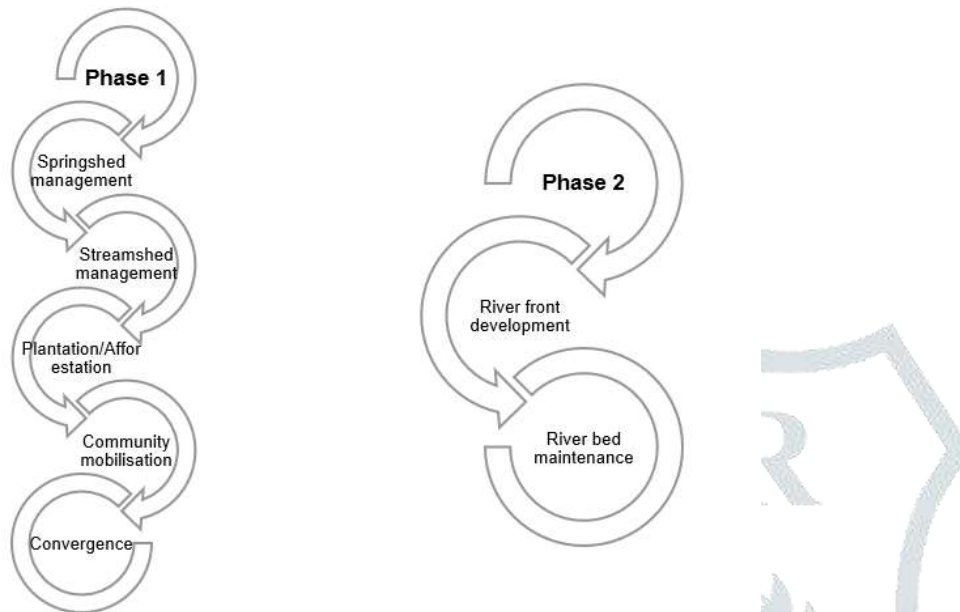 Phase 1
Springshed
management
Streamshed
management
Plantation/Affor
estation
Community
mobilisation
Convergence
Phase 2
River front
development
River bed
maintenance
R